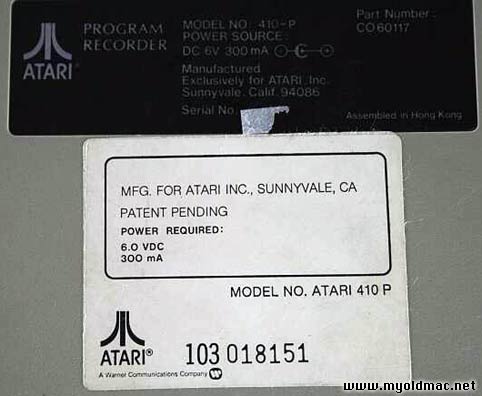 PROGRAM
RECORDER
ATARI®
MODEL NO: 410-P
POWER SOURCE:
DC 6V 300mA
Manufactured
Exclusively for ATARI, Inc.
Sunnyvale, Calif. 94086
Serial No.
Part Number:
CO60117
Assembled in Hong Kong
MFG. FOR ATARI INC., SUNNYVALE, CA
PATENT PENDING
POWER REQUIRED:
6.0 VDC
300 mA
MODEL NO. ATARI 410 P
ATARI®
103 018151
A Warner Communications Company
www.myoldmac.net